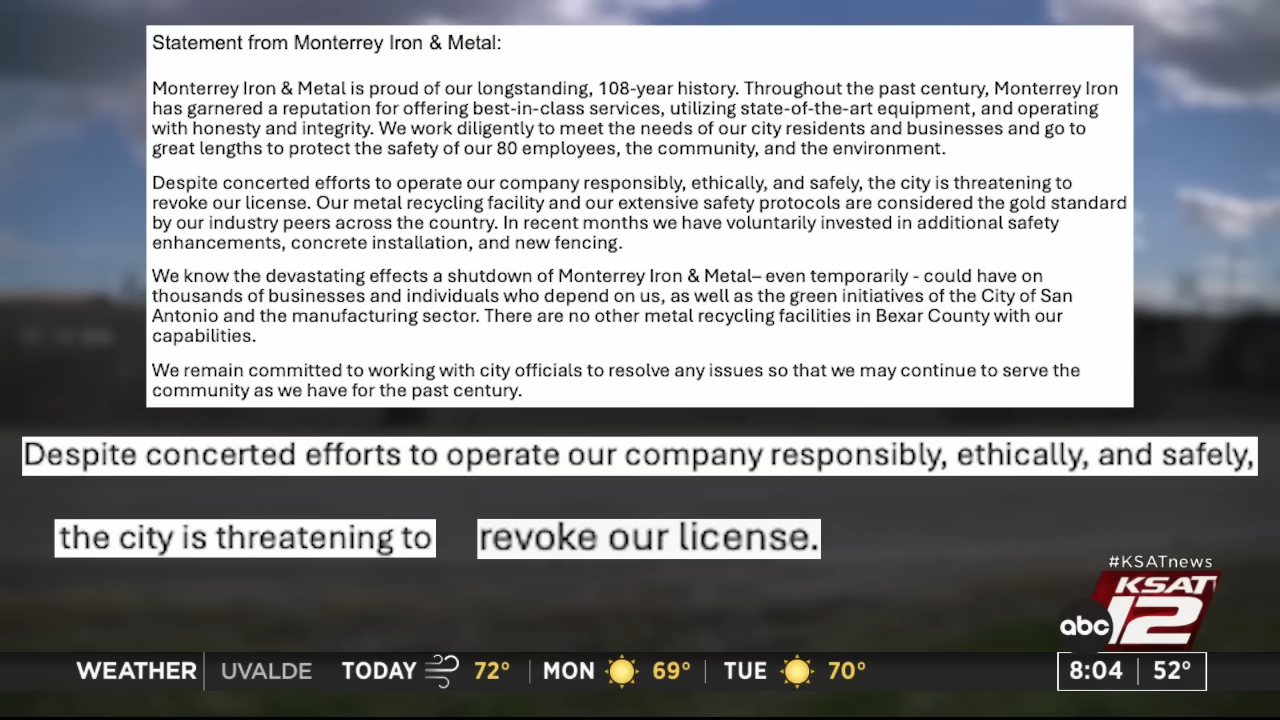 Statement from Monterrey Iron & Metal:
Monterrey Iron & Metal is proud of our longstanding, 108-year history. Throughout the past century, Monterrey Iron
has garnered a reputation for offering best-in-class services, utilizing state-of-the-art equipment, and operating
with honesty and integrity. We work diligently to meet the needs of our city residents and businesses and go to
great lengths to protect the safety of our 80 employees, the community, and the environment.
Despite concerted efforts to operate our company responsibly, ethically, and safely, the city is threatening to
revoke our license. Our metal recycling facility and our extensive safety protocols are considered the gold standard
by our industry peers across the country. In recent months we have voluntarily invested in additional safety
enhancements, concrete installation, and new fencing.
We know the devastating effects a shutdown of Monterrey Iron & Metal– even temporarily - could have on
thousands of businesses and individuals who depend on us, as well as the green initiatives of the City of San
Antonio and the manufacturing sector. There are no other metal recycling facilities in Bexar County with our
capabilities.
We remain committed to working with city officials to resolve any issues so that we may continue to serve the
community as we have for the past century.
Despite concerted efforts to operate our company responsibly, ethically, and safely,
the city is threatening to revoke our license.
#KSATnews
KSAT
abc 12
WEATHER UVALDE TODAY 72° MON 69° TUE 70° 8:04 52°